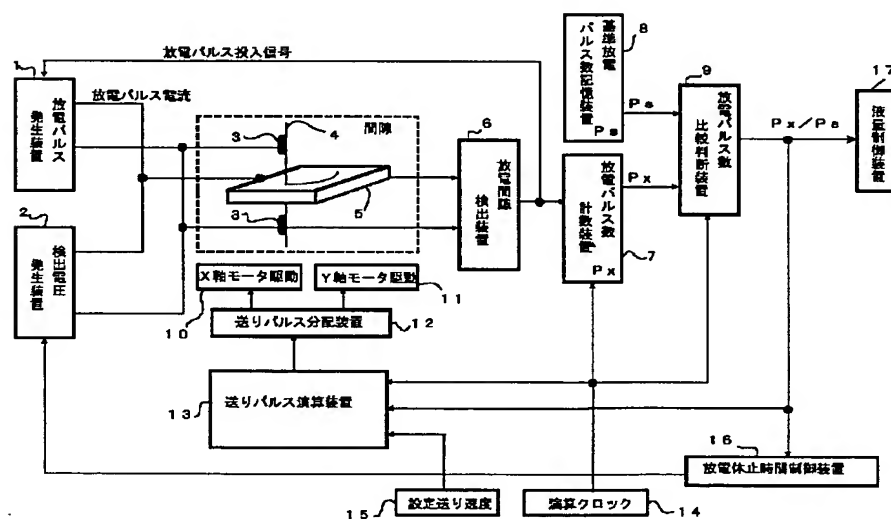 放電パルス投入信号
1
放電パルス
発生装置
放電パルス電流
2
検出電圧
発生装置
3
4
間隙
3
5
6
放電間隙
検出装置
基準放電
パルス数記憶装置
Ps
8
Ps
放電パルス数
計数装置
Px
7
Px
9
放電パルス数
比較判断装置
Px/Ps
17
液量制御装置
X軸モータ駆動
10
Y軸モータ駆動
11
送りパルス分配装置
12
13
送りパルス演算装置
16
放電休止時間制御装置
15
設定送り速度
演算クロック
14